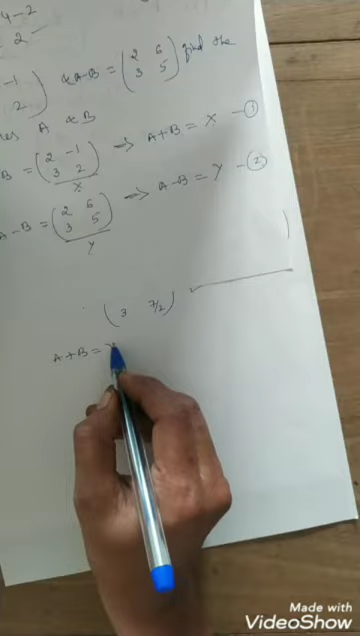 4-2
2
-1
2) & A-B = (2 6
3 5) find the
A & B
B = (2 -1
3 2) ⇒ A+B = X - ①
X
A-B = (2 6
3 5) ⇒ A-B = Y - ②
Y
(3 7/2)
A+B =
Made with
VideoShow